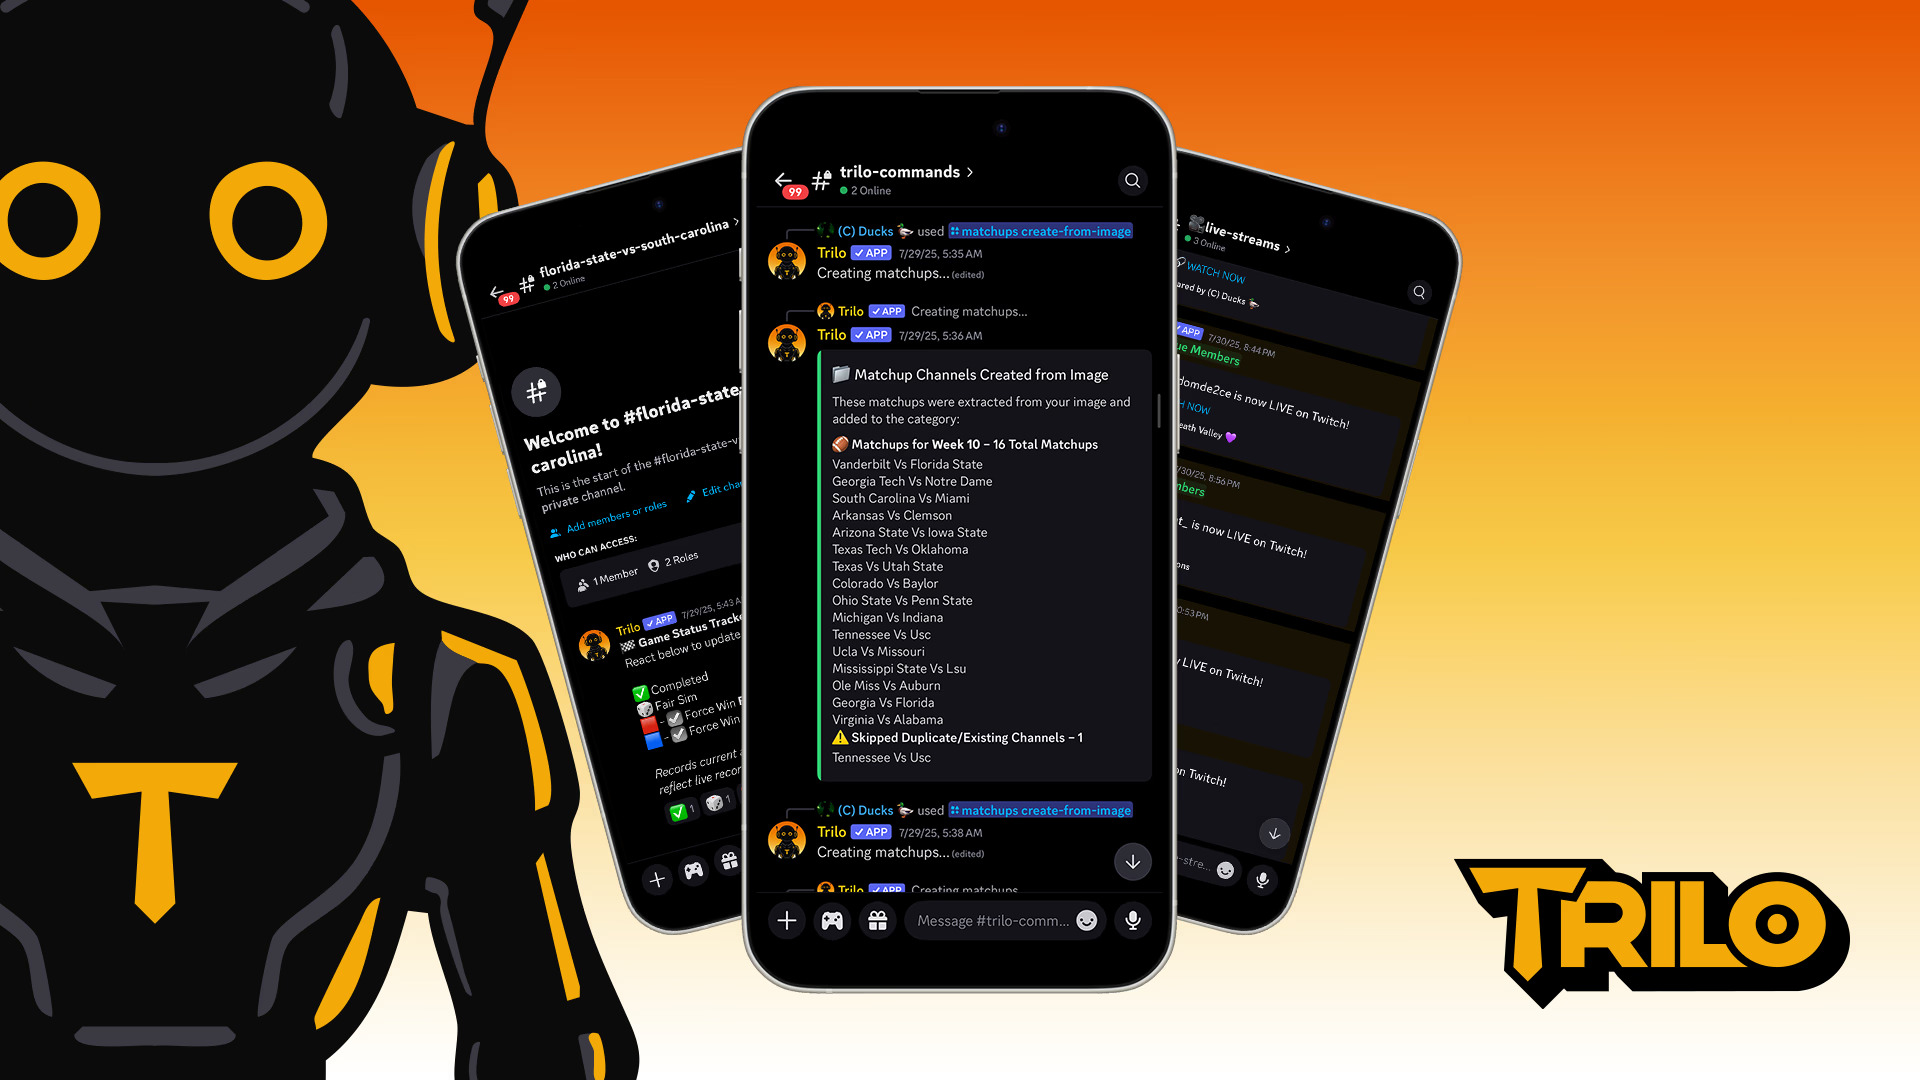 florida-state-vs-south-carolina
2 Online
99
Welcome to #florida-state
carolina!
This is the start of the #florida-state-v
private channel.
Add members or roles
Edit
WHO CAN ACCESS:
1 Member
2 Roles
Trilo ✓ APP 7/29/25, 5:43
Game Status
React below to update
✅ Completed
🎲 Fair Sim
🟥 - ☑ Force Win
🟦 - ☑ Force Win
Records current
reflect live
✅ 1 🎲 1
trilo-commands >
2 Online
99
(C) Ducks 🦆 used matchups create-from-image
Trilo ✓ APP 7/29/25, 5:35 AM
Creating matchups... (edited)
Trilo ✓ APP Creating matchups...
Trilo ✓ APP 7/29/25, 5:36 AM
📁 Matchup Channels Created from Image
These matchups were extracted from your image and
added to the category:
🏈 Matchups for Week 10 – 16 Total Matchups
Vanderbilt Vs Florida State
Georgia Tech Vs Notre Dame
South Carolina Vs Miami
Arkansas Vs Clemson
Arizona State Vs Iowa State
Texas Tech Vs Oklahoma
Texas Vs Utah State
Colorado Vs Baylor
Ohio State Vs Penn State
Michigan Vs Indiana
Tennessee Vs Usc
Ucla Vs Missouri
Mississippi State Vs Lsu
Ole Miss Vs Auburn
Georgia Vs Florida
Virginia Vs Alabama
⚠️ Skipped Duplicate/Existing Channels – 1
Tennessee Vs Usc
(C) Ducks 🦆 used matchups create-from-image
Trilo ✓ APP 7/29/25, 5:38 AM
Creating matchups... (edited)
Trilo ✓ APP Creating matchups
Message #trilo-comm...
live-streams >
3 Online
WATCH NOW
ared by (C) Ducks 🦆
✓ APP 7/30/25, 8:44 PM
ue Members
domde2ce is now LIVE on Twitch!
H NOW
eath Valley 💜
7/30/25, 8:56 PM
mbers
t_ is now LIVE on Twitch!
ons
0:53 PM
y LIVE on Twitch!
on Twitch!
-stre...
T
TRILO